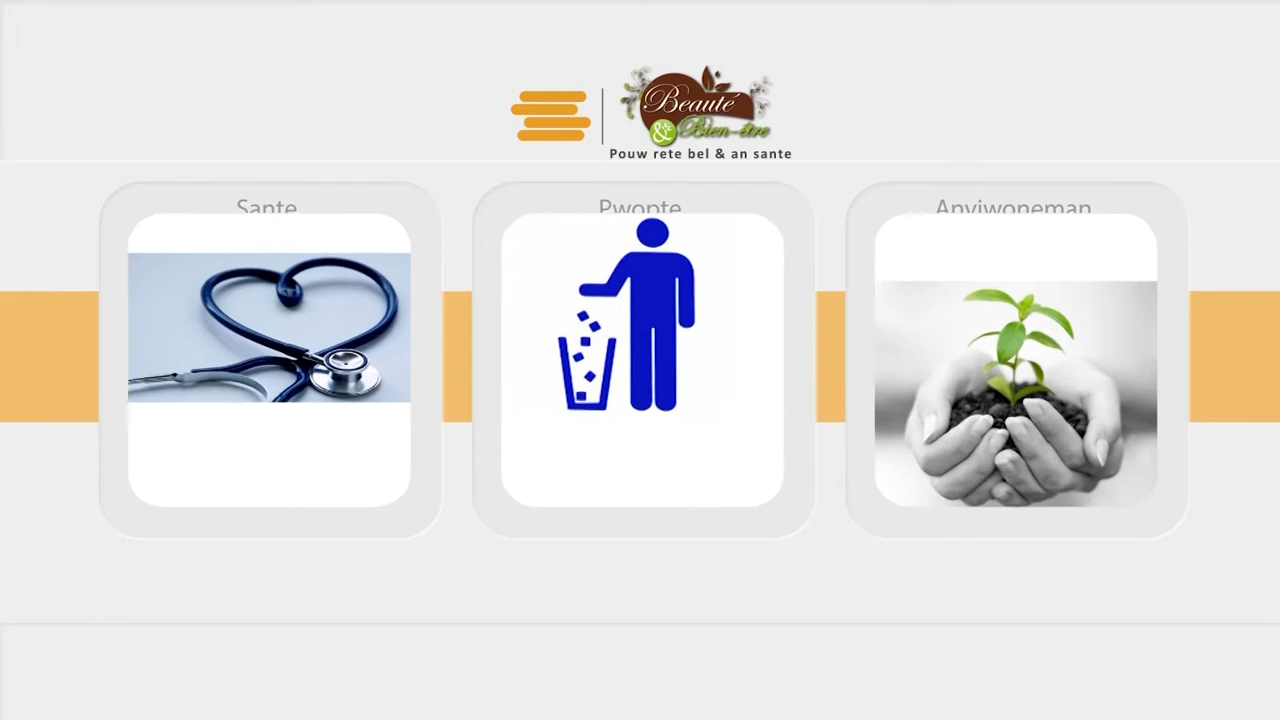 Beauté
& Bien-être
Pouw rete bel & an sante
Sante
Pwopte
Anviwoneman